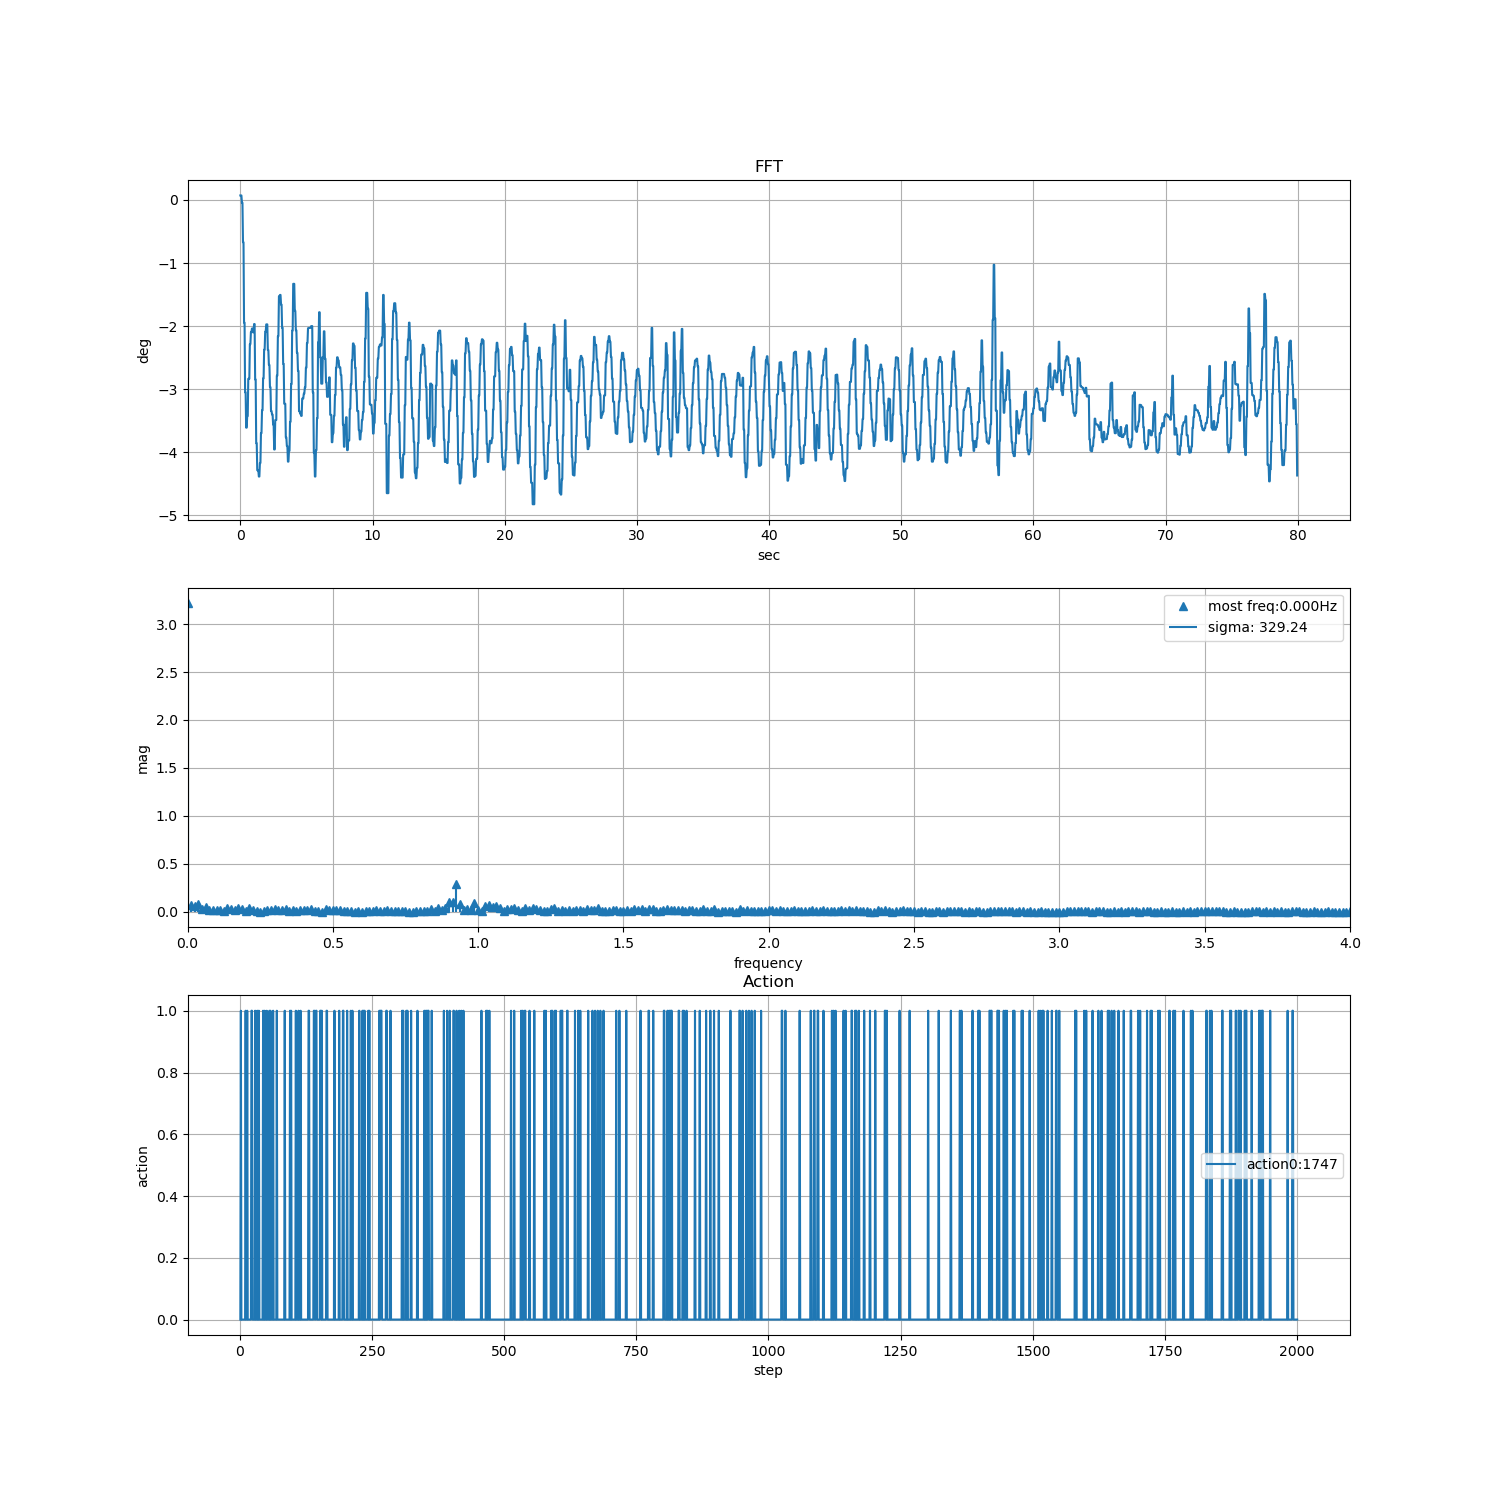 FFT
0
−1
−2
−3
−4
−5
deg
0 10 20 30 40 50 60 70 80
sec
most freq:0.000Hz
sigma: 329.24
3.0
2.5
2.0
1.5
1.0
0.5
0.0
mag
0.0 0.5 1.0 1.5 2.0 2.5 3.0 3.5 4.0
frequency
Action
1.0
0.8
0.6
0.4
0.2
0.0
action
action0:1747
0 250 500 750 1000 1250 1500 1750 2000
step